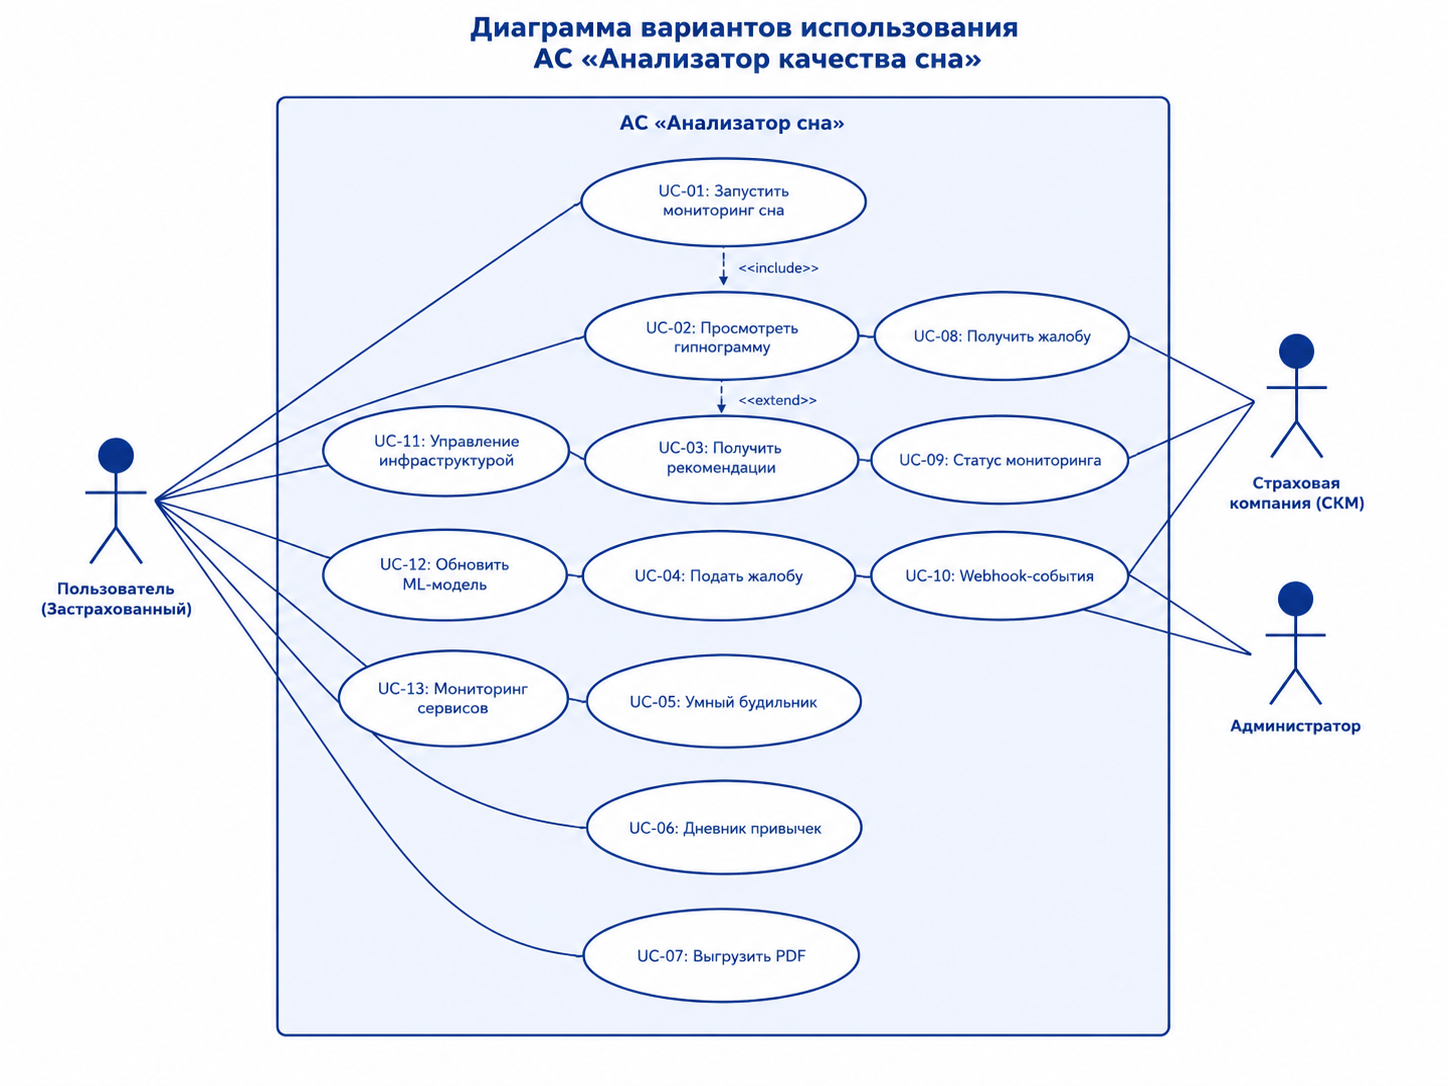 Диаграмма вариантов использования
АС «Анализатор качества сна»
АС «Анализатор сна»
UC-01: Запустить
мониторинг сна
<<include>>
UC-02: Просмотреть
гипнограмму
UC-08: Получить жалобу
<<extend>>
UC-11: Управление
инфраструктурой
UC-03: Получить
рекомендации
UC-09: Статус мониторинга
Страховая
компания (СКМ)
UC-12: Обновить
ML-модель
UC-04: Подать жалобу
UC-10: Webhook-события
Пользователь
(Застрахованный)
UC-13: Мониторинг
сервисов
UC-05: Умный будильник
Администратор
UC-06: Дневник привычек
UC-07: Выгрузить PDF